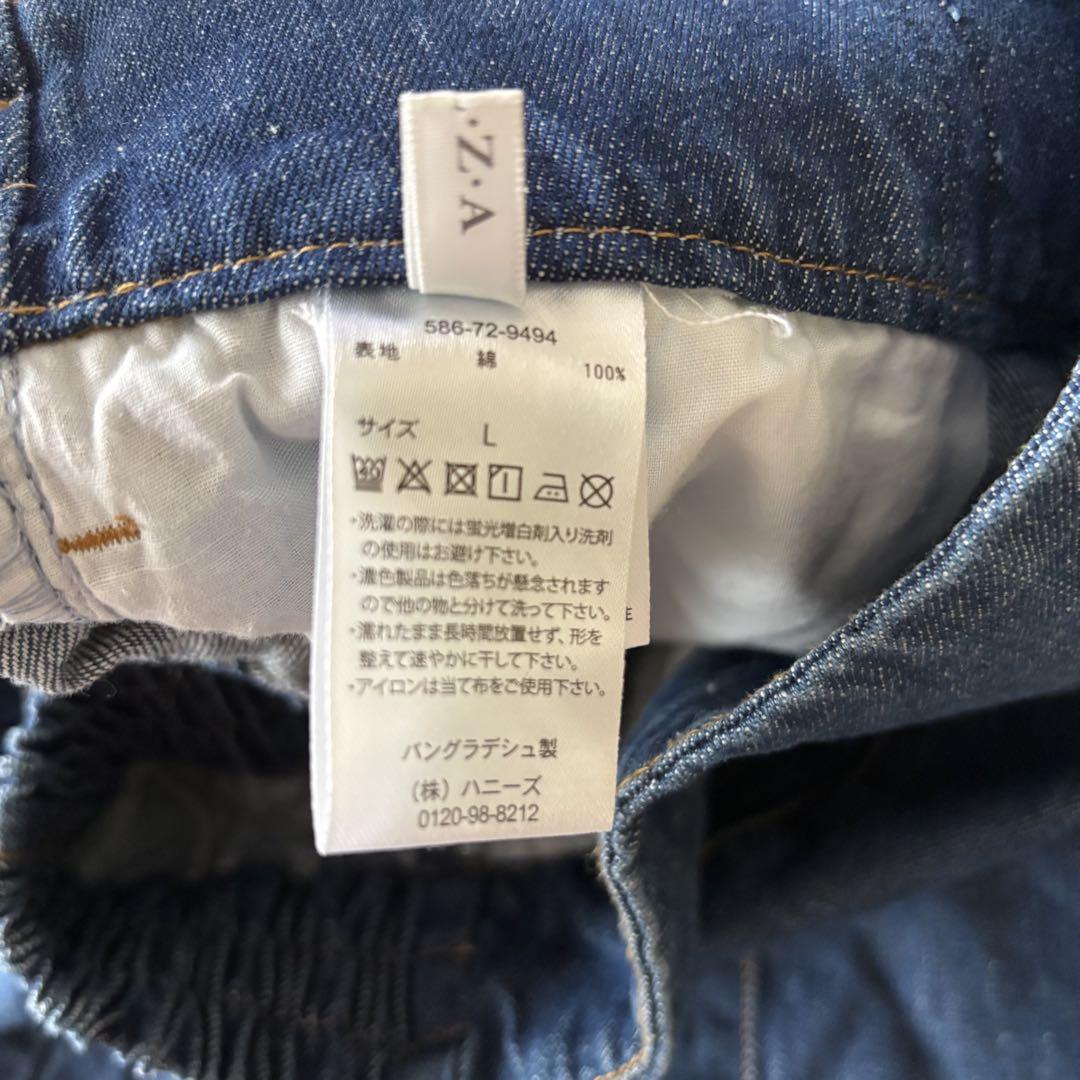 ・Z・A
586-72-9494
表地 綿 100%
サイズ L
・洗濯の際には蛍光増白剤入り洗剤
の使用はお避け下さい。
・濃色製品は色落ちが懸念されます
ので他の物と分けて洗って下さい。
・濡れたまま長時間放置せず、形を
整えて速やかに干して下さい。
・アイロンは当て布をご使用下さい。
バングラデシュ製
（株）ハニーズ
0120-98-8212